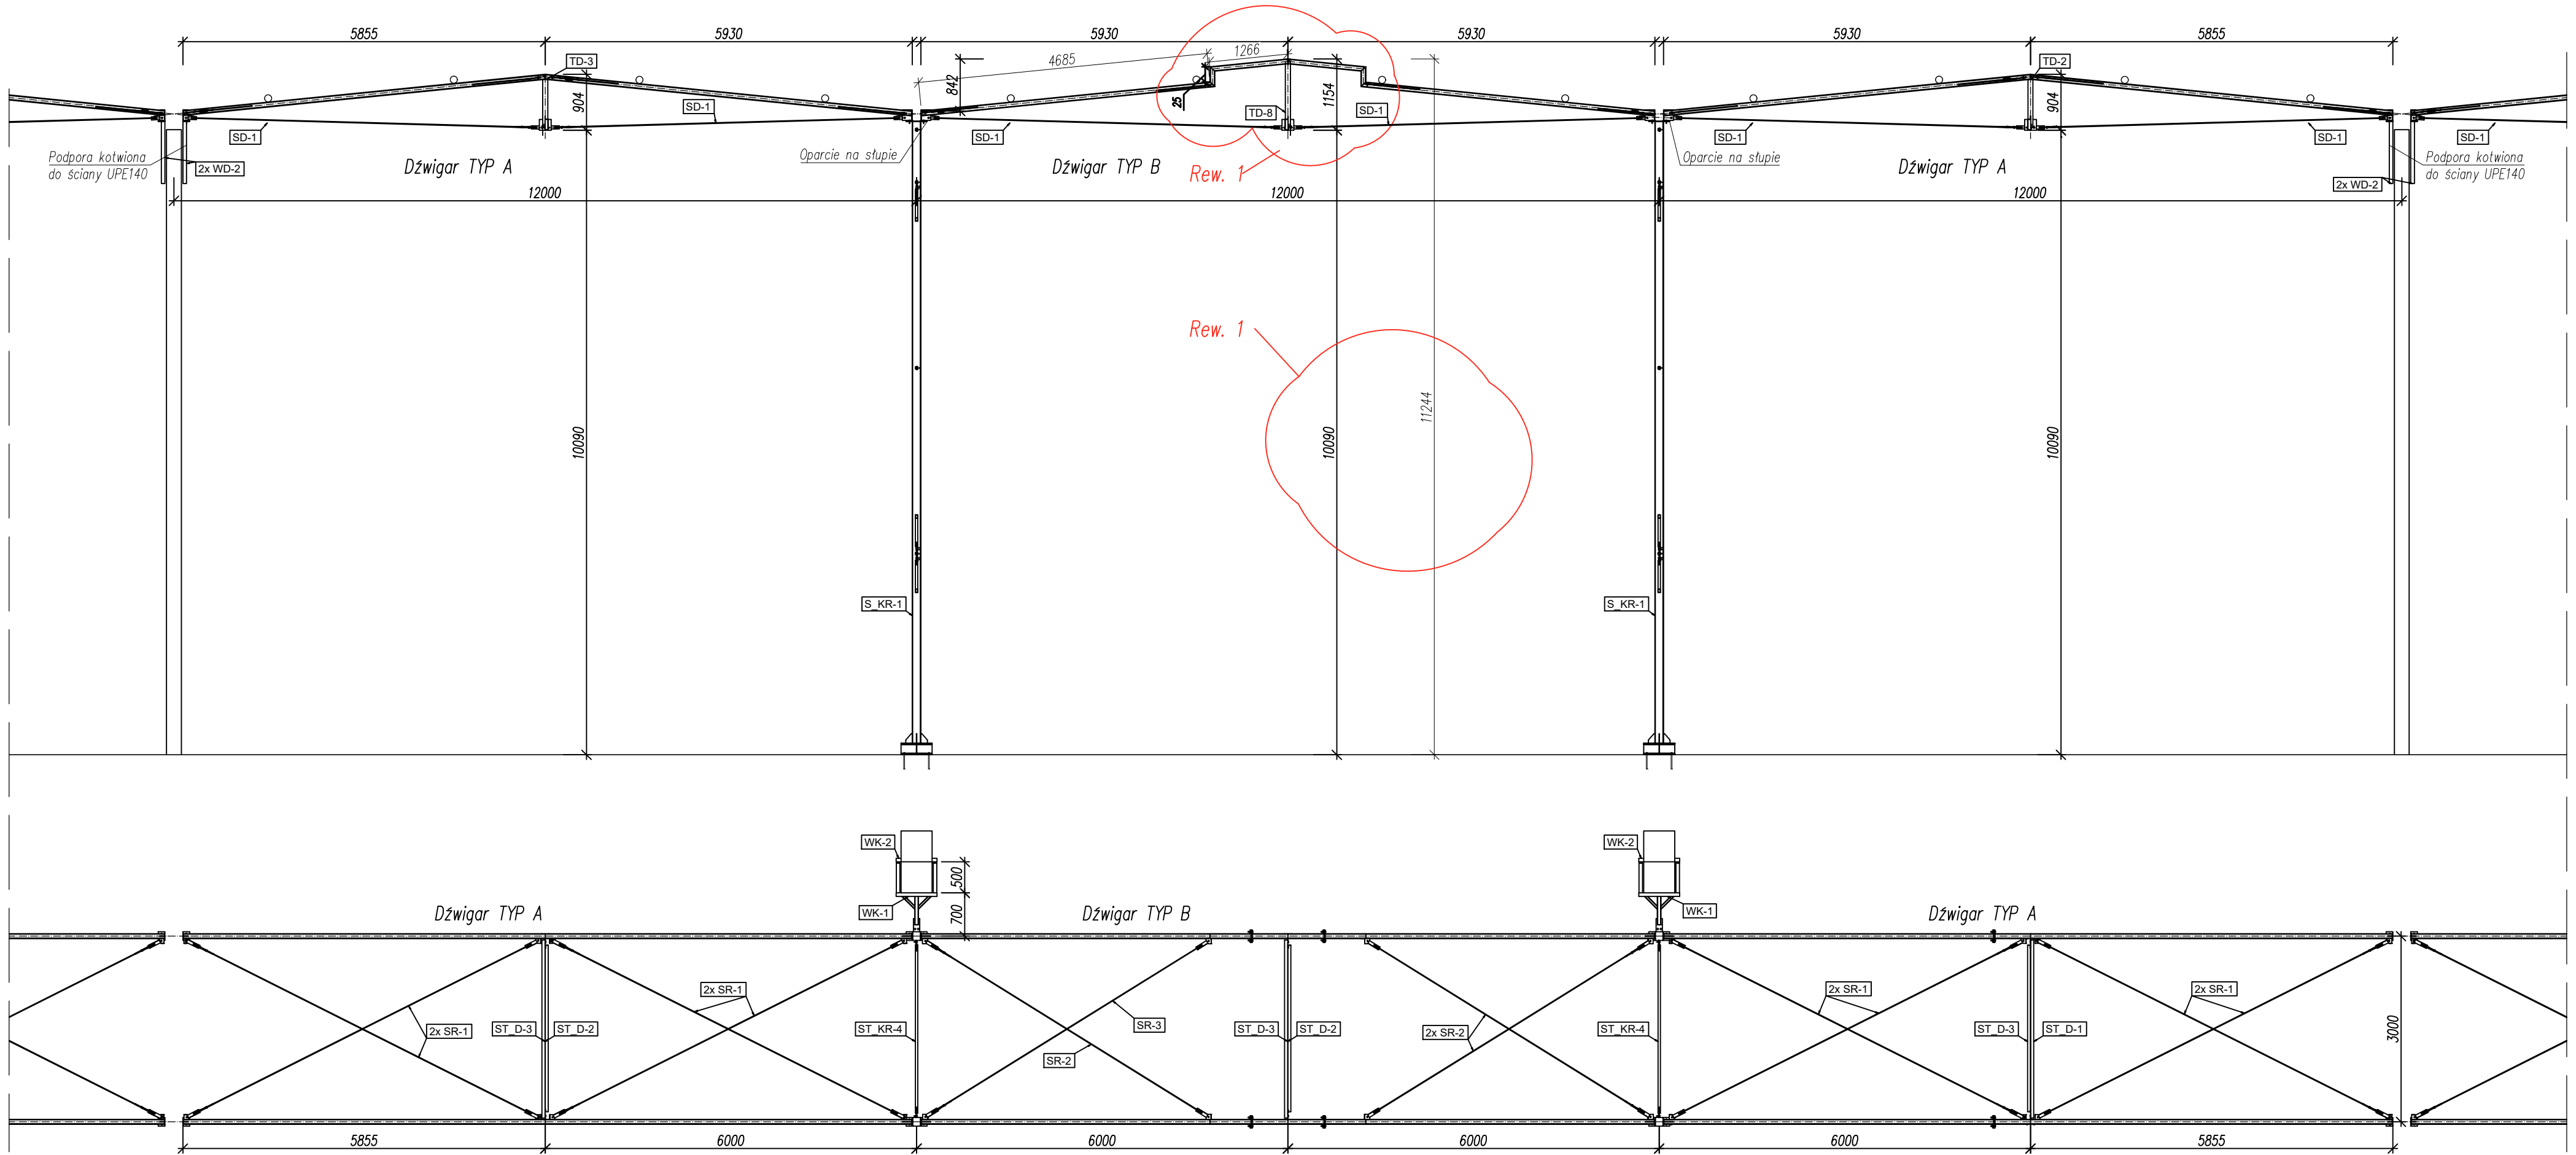 5855
5930
5930
5930
5930
5855
4685
1266
842
25
TD-3
904
SD-1
TD-8
1154
SD-1
TD-2
904
SD-1
SD-1
SD-1
SD-1
SD-1
Podpora kotwiona
do ściany UPE140
2x WD-2
Dźwigar TYP A
Oparcie na słupie
Dźwigar TYP B
Rew. 1
Oparcie na słupie
Dźwigar TYP A
2x WD-2
Podpora kotwiona
do ściany UPE140
12000
12000
12000
Rew. 1
10090
10090
11244
10090
S_KR-1
S_KR-1
WK-2
500
WK-1
700
WK-2
WK-1
Dźwigar TYP A
Dźwigar TYP B
Dźwigar TYP A
2x SR-1
2x SR-1
2x SR-1
2x SR-1
ST_D-3
ST_D-2
ST_KR-4
SR-3
SR-2
ST_D-3
ST_D-2
2x SR-2
ST_KR-4
ST_D-3
ST_D-1
3000
5855
6000
6000
6000
6000
5855